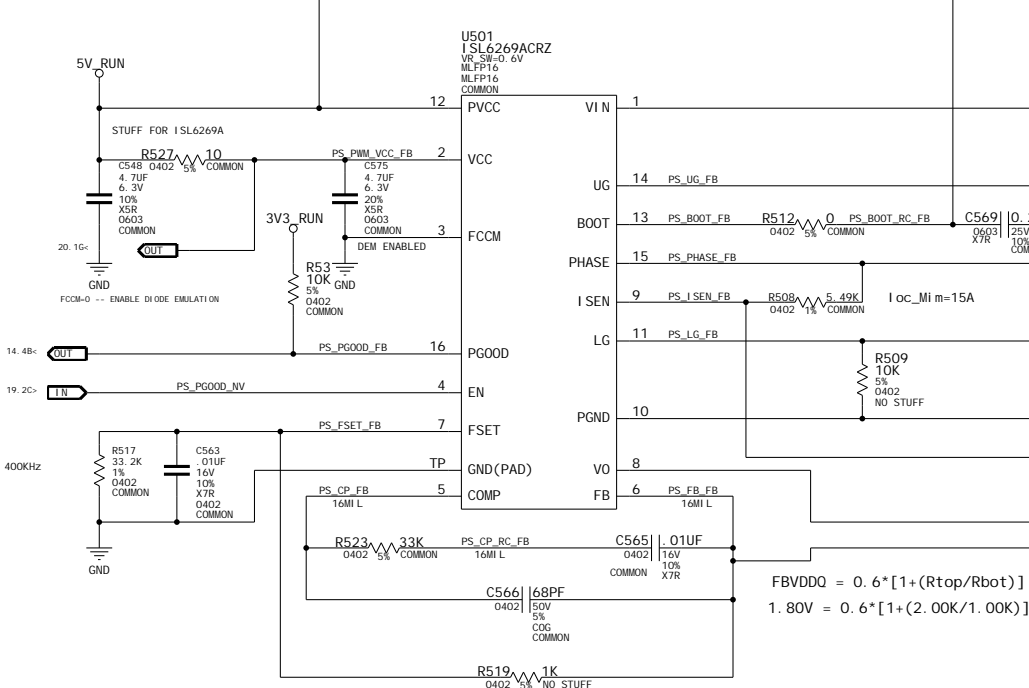 U501
ISL6269ACRZ
VR_SW=0.6V
MLFP16
MLFP16
COMMON
5V_RUN
12 PVCC
VIN 1
STUFF FOR ISL6269A
R527 10
0402 5% COMMON
PS_PWM_VCC_FB 2 VCC
C548
4.7UF
6.3V
10%
X5R
0603
COMMON
C575
4.7UF
6.3V
20%
X5R
0603
COMMON
UG 14 PS_UG_FB
3V3_RUN
3 FCCM
DEM ENABLED
BOOT 13 PS_BOOT_FB
R512 0
0402 5% COMMON
PS_BOOT_RC_FB
C569
0603
X7R
25V
10%
20.1G<
OUT
GND
GND
FCCM=0 -- ENABLE DIODE EMULATION
R53
10K
5%
0402
COMMON
PHASE 15 PS_PHASE_FB
ISEN 9 PS_ISEN_FB
R508 5.49K
0402 1% COMMON
Ioc_Mim=15A
LG 11 PS_LG_FB
14.4B<
OUT
PS_PGOOD_FB 16 PGOOD
R509
10K
5%
0402
NO STUFF
19.2C>
IN
PS_PGOOD_NV 4 EN
PGND 10
PS_FSET_FB 7 FSET
400KHz
R517
33.2K
1%
0402
COMMON
C563
.01UF
16V
10%
X7R
0402
COMMON
TP GND(PAD)
VO 8
PS_CP_FB 5 COMP
16MIL
FB 6 PS_FB_FB
16MIL
GND
R523 33K
0402 5% COMMON
PS_CP_RC_FB
16MIL
C565 .01UF
0402 16V
10%
COMMON X7R
C566 68PF
0402 50V
5%
COG
COMMON
FBVDDQ = 0.6*[1+(Rtop/Rbot)]
1.80V = 0.6*[1+(2.00K/1.00K)]
R519 1K
0402 5% NO STUFF